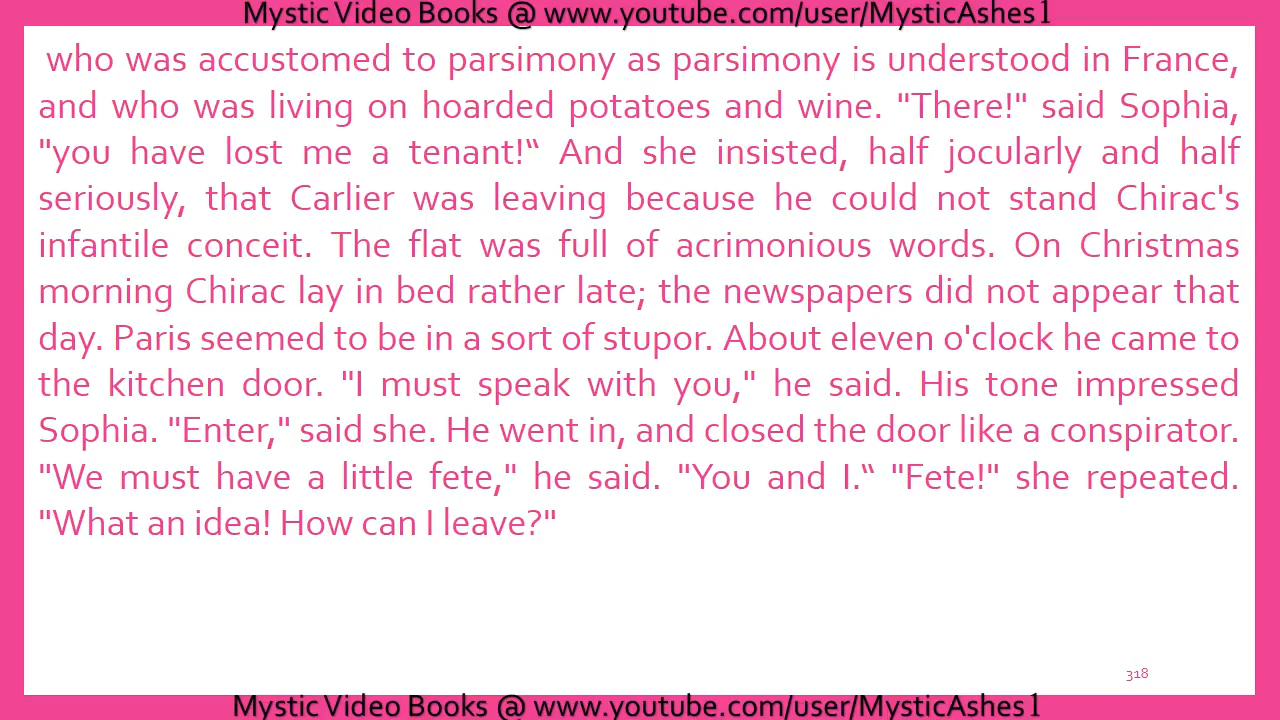 Mystic Video Books @ www.youtube.com/user/MysticAshes1
who was accustomed to parsimony as parsimony is understood in France,
and who was living on hoarded potatoes and wine. "There!" said Sophia,
"you have lost me a tenant!“ And she insisted, half jocularly and half
seriously, that Carlier was leaving because he could not stand Chirac's
infantile conceit. The flat was full of acrimonious words. On Christmas
morning Chirac lay in bed rather late; the newspapers did not appear that
day. Paris seemed to be in a sort of stupor. About eleven o'clock he came to
the kitchen door. "I must speak with you," he said. His tone impressed
Sophia. "Enter," said she. He went in, and closed the door like a conspirator.
"We must have a little fete," he said. "You and I.“ "Fete!" she repeated.
"What an idea! How can I leave?"
318
Mystic Video Books @ www.youtube.com/user/MysticAshes1